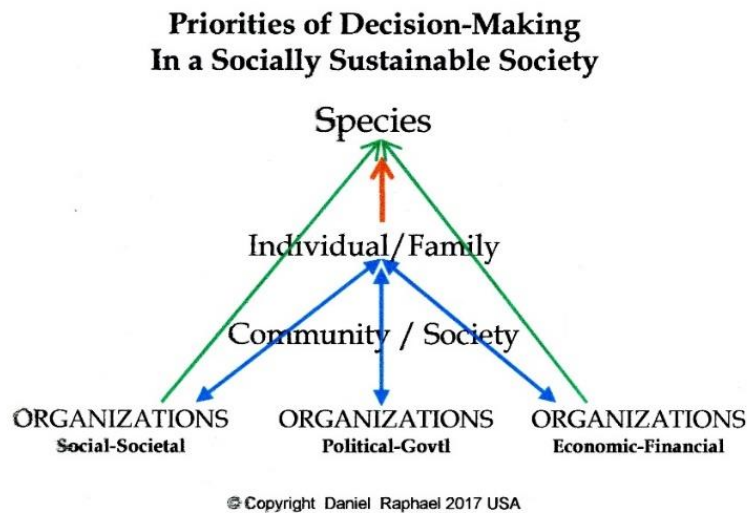 Priorities of Decision-Making
In a Socially Sustainable Society
Species
Individual/Family
Community / Society
ORGANIZATIONS ORGANIZATIONS ORGANIZATIONS
Social-Societal Political-Govtl Economic-Financial
© Copyright Daniel Raphael 2017 USA